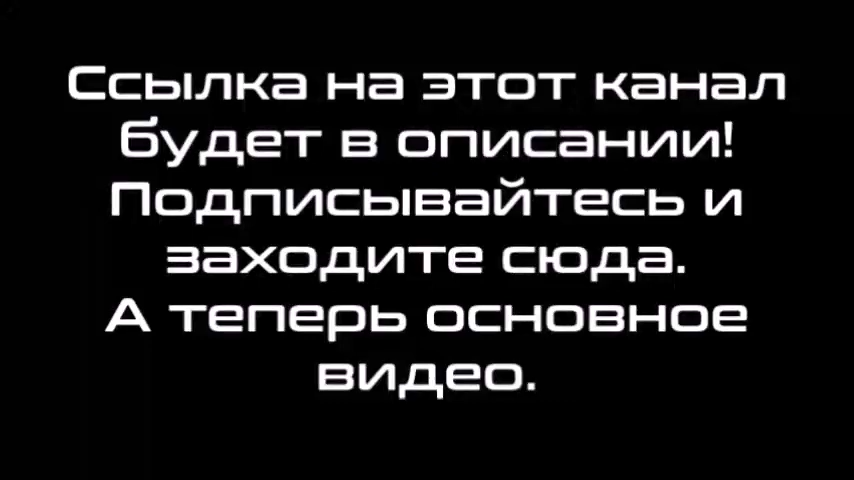 Ссылка на этот канал
будет в описании!
Подписывайтесь и
заходите сюда.
А теперь основное
видео.